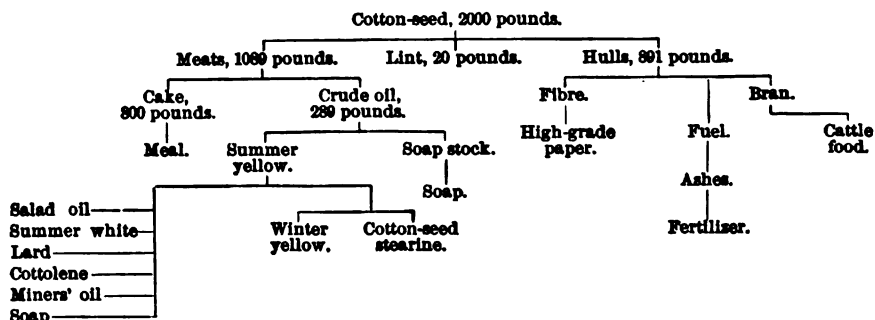 Cotton-seed, 2000 pounds.
Meats, 1089 pounds. Lint, 20 pounds. Hulls, 891 pounds.
Cake, 800 pounds.
Crude oil, 289 pounds.
Fibre.
Bran.
Meal.
Summer yellow.
Soap stock.
High-grade paper.
Fuel.
Cattle food.
Soap.
Ashes.
Salad oil
Summer white
Lard
Cottolene
Miners' oil
Soap
Winter yellow.
Cotton-seed stearine.
Fertiliser.